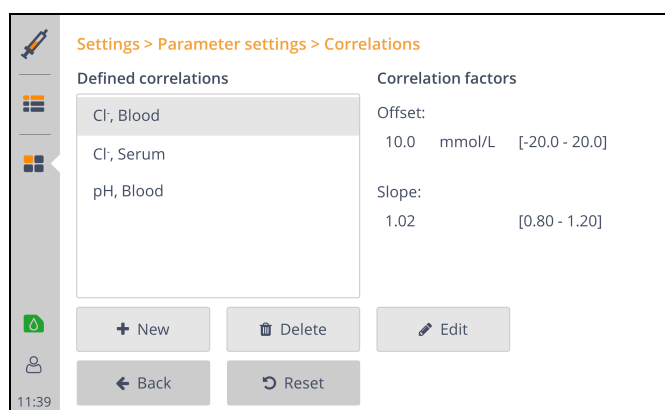 Settings > Parameter settings > Correlations
Defined correlations
Cl⁻, Blood
Cl⁻, Serum
pH, Blood
Correlation factors
Offset:
10.0 mmol/L [-20.0 - 20.0]
Slope:
1.02 [0.80 - 1.20]
New Delete Edit
Back Reset
11:39